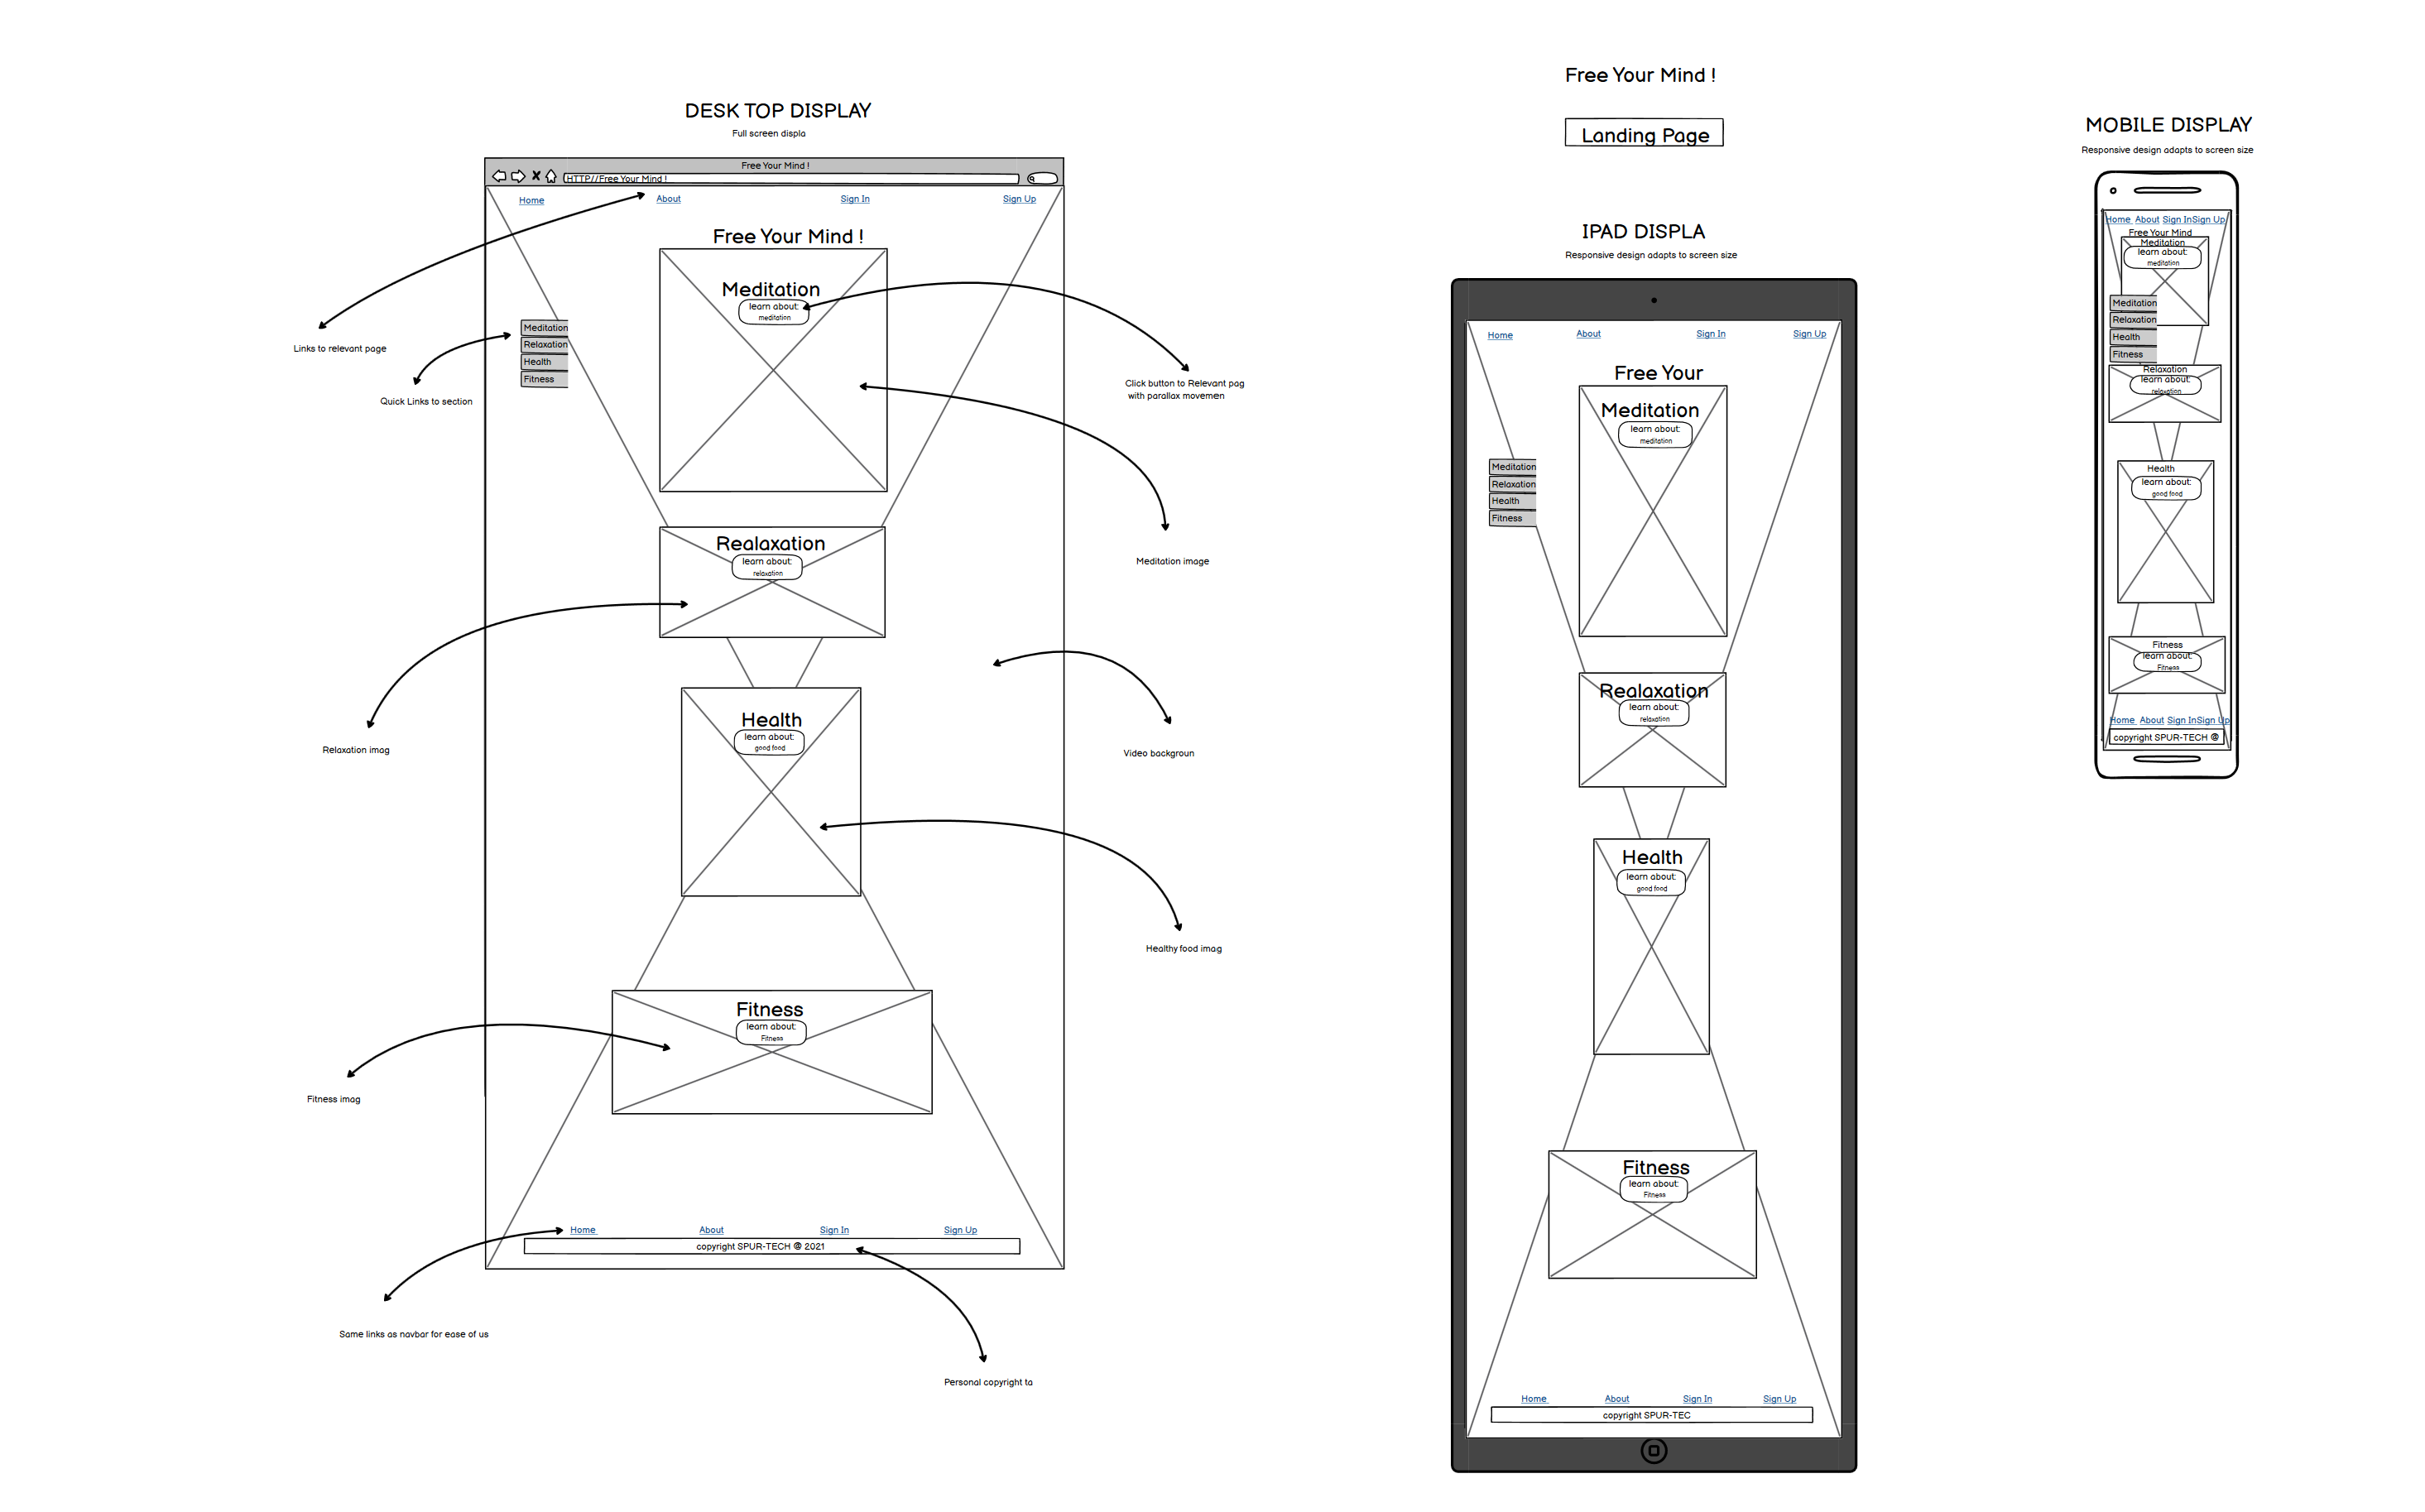 Free Your Mind !
Landing Page
DESK TOP DISPLAY
Full screen displa
Free Your Mind !
HTTP//Free Your Mind !
Home
About
Sign In
Sign Up
Free Your Mind !
Meditation
learn about:
meditation
Meditation
Relaxation
Health
Fitness
Realaxation
learn about:
relaxation
Health
learn about:
good food
Fitness
learn about:
Fitness
Home
About
Sign In
Sign Up
copyright SPUR-TECH @ 2021
Links to relevant page
Quick Links to section
Relaxation imag
Fitness imag
Same links as navbar for ease of us
Click button to Relevant pag
with parallax movemen
Meditation image
Video backgroun
Healthy food imag
Personal copyright ta
IPAD DISPLA
Responsive design adapts to screen size
Home
About
Sign In
Sign Up
Free Your
Meditation
learn about:
meditation
Meditation
Relaxation
Health
Fitness
Realaxation
learn about:
relaxation
Health
learn about:
good food
Fitness
learn about:
Fitness
Home
About
Sign In
Sign Up
copyright SPUR-TEC
MOBILE DISPLAY
Responsive design adapts to screen size
Home About Sign In Sign Up
Free Your Mind
Meditation
learn about:
meditation
Meditation
Relaxation
Health
Fitness
Relaxation
learn about:
relaxation
Health
learn about:
good food
Fitness
learn about:
Fitness
Home About Sign In Sign Up
copyright SPUR-TECH @